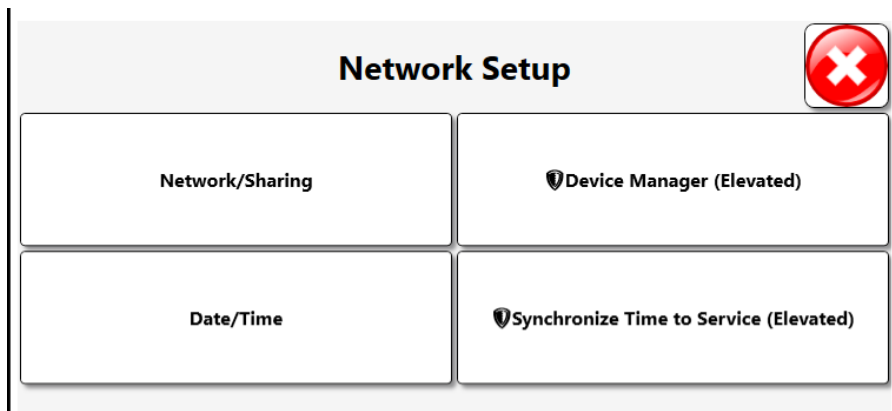 Network Setup
Network/Sharing
Device Manager (Elevated)
Date/Time
Synchronize Time to Service (Elevated)